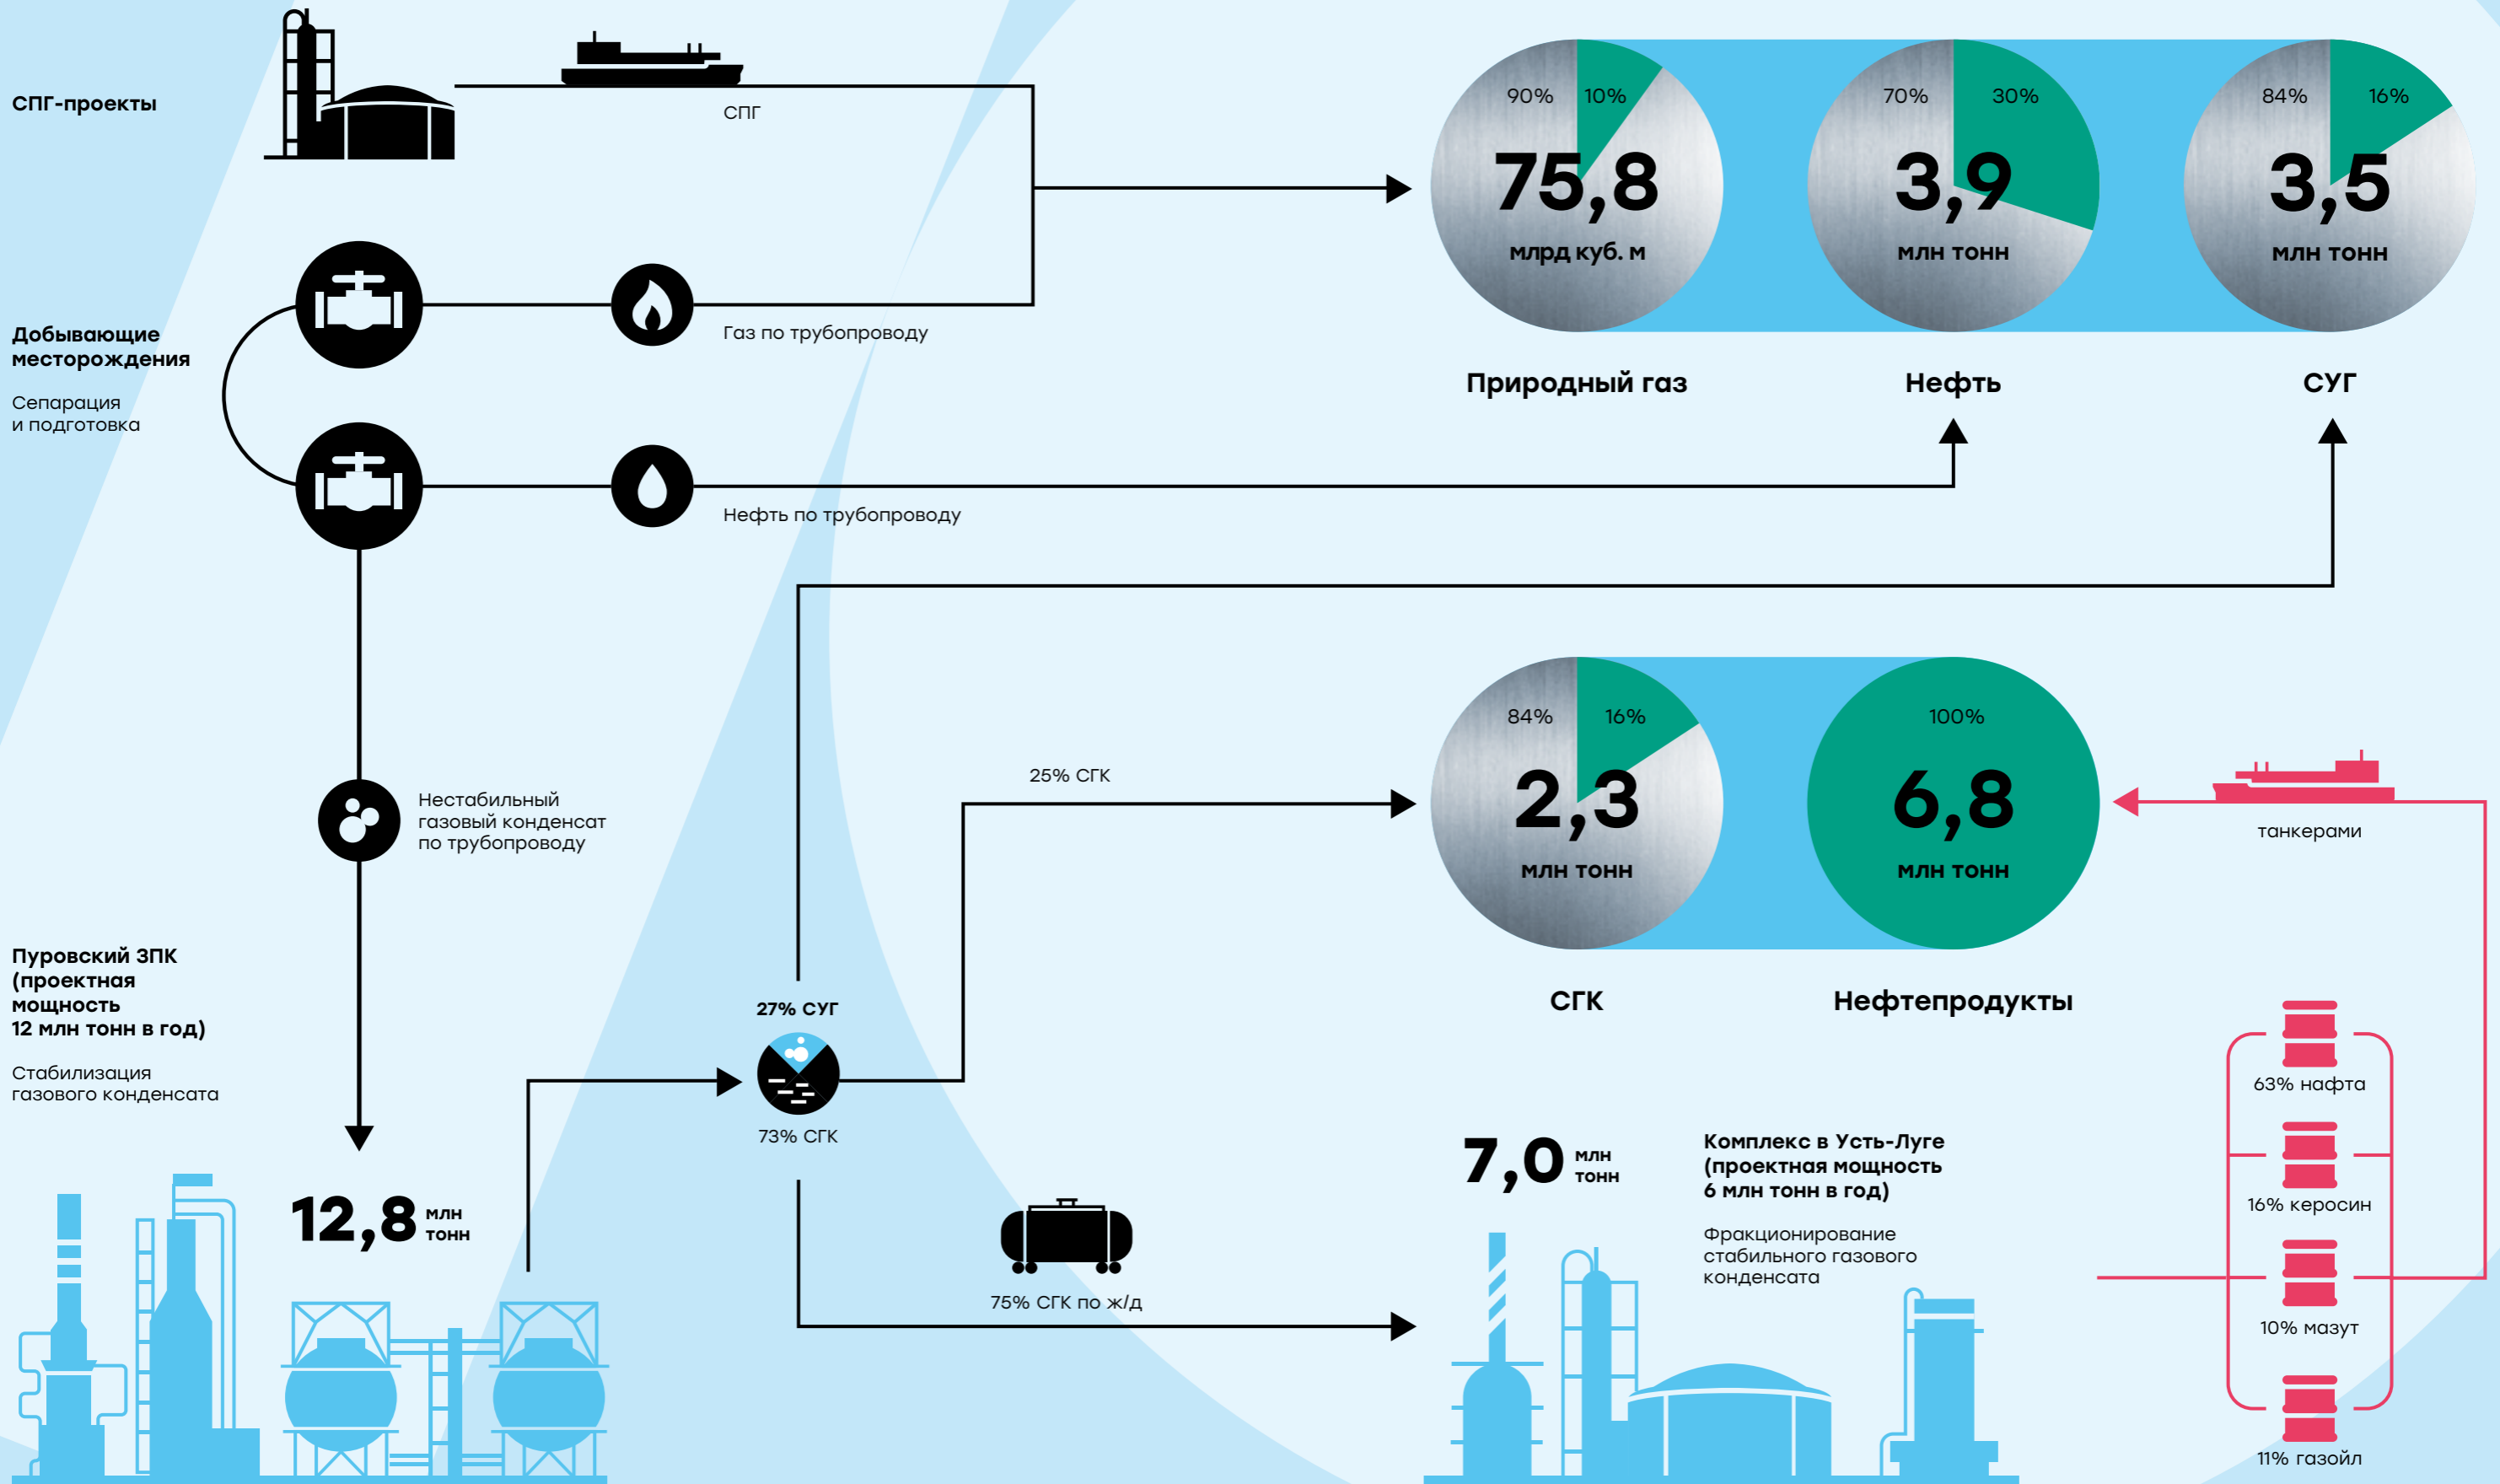 СПГ-проекты
СПГ
90%
10%
75,8
млрд куб. м
Природный газ
70%
30%
3,9
млн тонн
Нефть
84%
16%
3,5
млн тонн
СУГ
Добывающие
месторождения
Сепарация
и подготовка
Газ по трубопроводу
Нефть по трубопроводу
Нестабильный
газовый конденсат
по трубопроводу
25% СГК
84%
16%
2,3
млн тонн
СГК
100%
6,8
млн тонн
Нефтепродукты
танкерами
Пуровский ЗПК
(проектная
мощность
12 млн тонн в год)
Стабилизация
газового конденсата
12,8
млн
тонн
27% СУГ
73% СГК
75% СГК по ж/д
7,0
млн
тонн
Комплекс в Усть-Луге
(проектная мощность
6 млн тонн в год)
Фракционирование
стабильного газового
конденсата
63% нафта
16% керосин
10% мазут
11% газойл